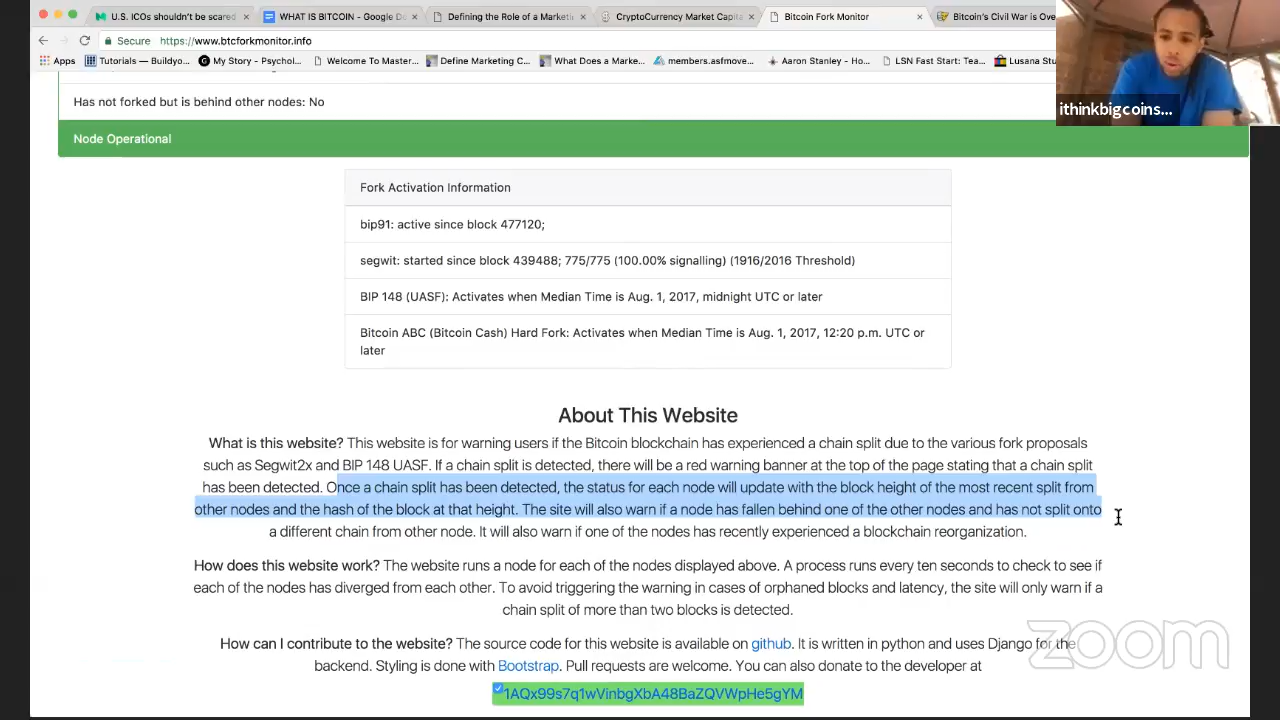 U.S. ICOs shouldn't be scared
WHAT IS BITCOIN - Google D
Defining the Role of a Marketi
CryptoCurrency Market Capita
Bitcoin Fork Monitor
Bitcoin's Civil War is Ove
Secure https://www.btcforkmonitor.info
Apps Tutorials — Buildyo... My Story - Psychol... Welcome To Master... Define Marketing C... What Does a Marke... members.asfmove... Aaron Stanley - Ho... LSN Fast Start: Tea... Lusana Stu
ithinkbigcoins...
Has not forked but is behind other nodes: No
Node Operational
Fork Activation Information
bip91: active since block 477120;
segwit: started since block 439488; 775/775 (100.00% signalling) (1916/2016 Threshold)
BIP 148 (UASF): Activates when Median Time is Aug. 1, 2017, midnight UTC or later
Bitcoin ABC (Bitcoin Cash) Hard Fork: Activates when Median Time is Aug. 1, 2017, 12:20 p.m. UTC or
later
About This Website
What is this website? This website is for warning users if the Bitcoin blockchain has experienced a chain split due to the various fork proposals
such as Segwit2x and BIP 148 UASF. If a chain split is detected, there will be a red warning banner at the top of the page stating that a chain split
has been detected. Once a chain split has been detected, the status for each node will update with the block height of the most recent split from
other nodes and the hash of the block at that height. The site will also warn if a node has fallen behind one of the other nodes and has not split onto
a different chain from other node. It will also warn if one of the nodes has recently experienced a blockchain reorganization.
How does this website work? The website runs a node for each of the nodes displayed above. A process runs every ten seconds to check to see if
each of the nodes has diverged from each other. To avoid triggering the warning in cases of orphaned blocks and latency, the site will only warn if a
chain split of more than two blocks is detected.
How can I contribute to the website? The source code for this website is available on github. It is written in python and uses Django for the
backend. Styling is done with Bootstrap. Pull requests are welcome. You can also donate to the developer at
1AQx99s7q1wVinbgXbA48BaZQVWpHe5gYM
zoom